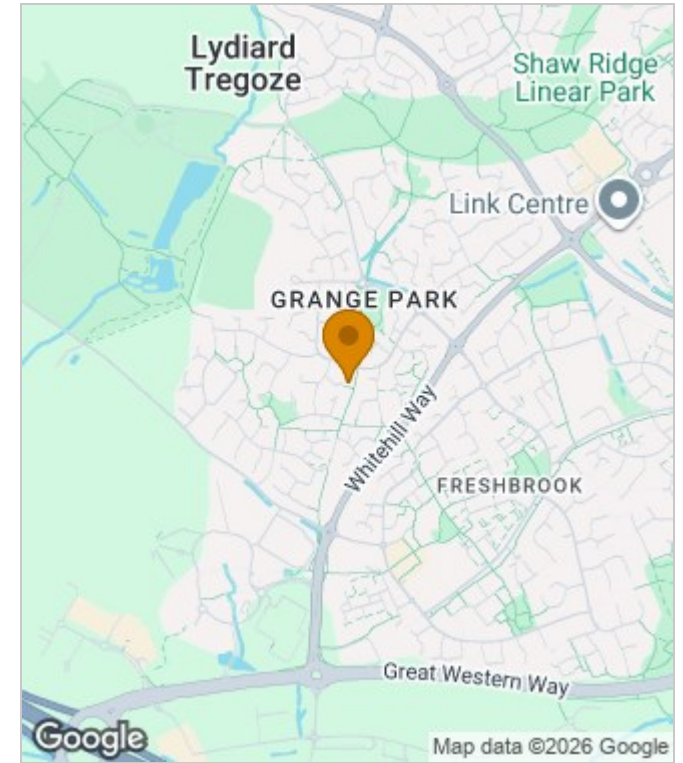 Lydiard
Tregoze
Shaw Ridge
Linear Park
Link Centre
GRANGE PARK
Whitehill Way
FRESHBROOK
Great Western Way
Google
Map data ©2026 Google